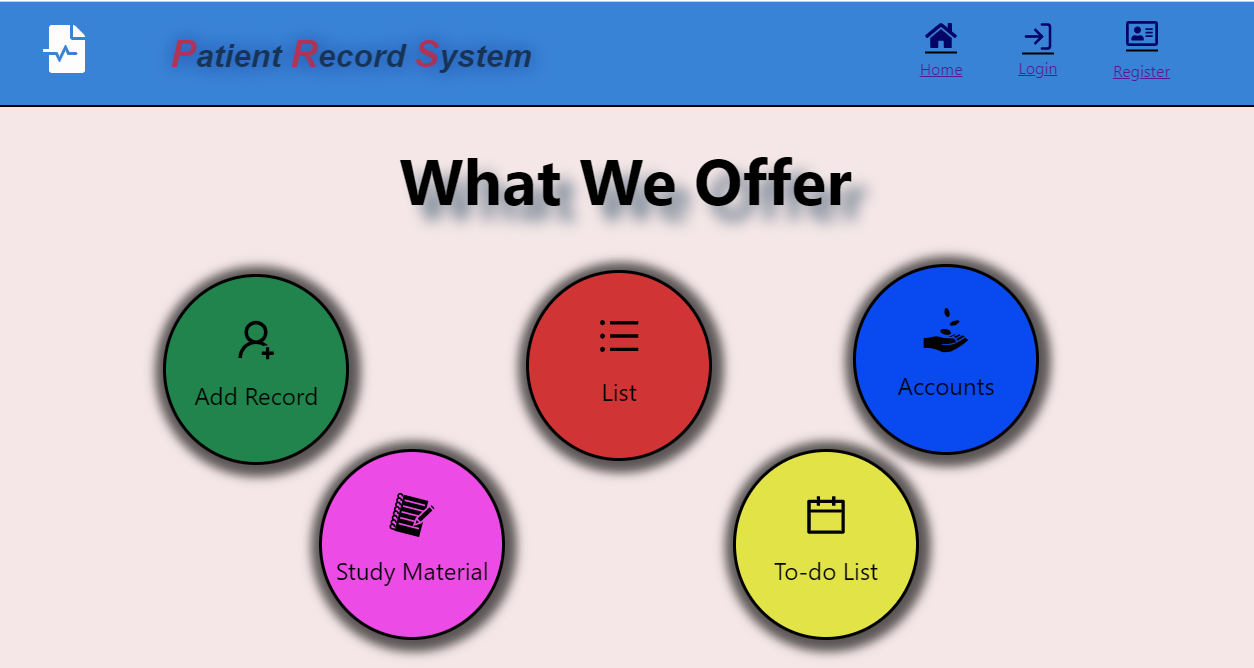 Patient Record System
Home
Login
Register
What We Offer
Add Record
List
Accounts
Study Material
To-do List